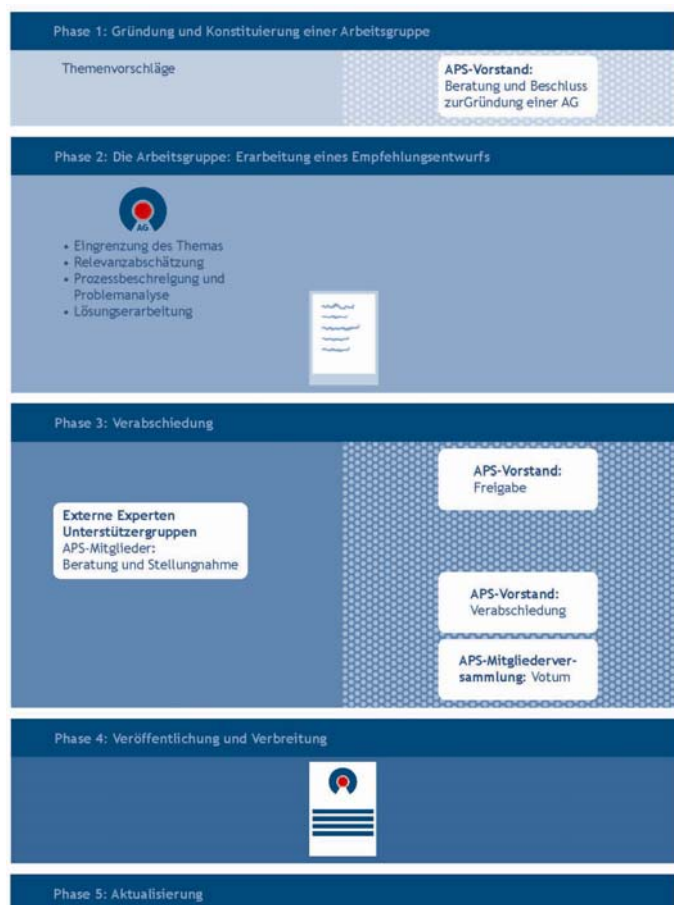 Phase 1: Gründung und Konstituierung einer Arbeitsgruppe
Themenvorschläge
APS-Vorstand:
Beratung und Beschluss
zurGründung einer AG
Phase 2: Die Arbeitsgruppe: Erarbeitung eines Empfehlungsentwurfs
AG
• Eingrenzung des Themas
• Relevanzabschätzung
• Prozessbeschreigung und
Problemanalyse
• Lösungserarbeitung
Phase 3: Verabschiedung
APS-Vorstand:
Freigabe
Externe Experten
Unterstützergruppen
APS-Mitglieder:
Beratung und Stellungnahme
APS-Vorstand:
Verabschiedung
APS-Mitgliederver-
sammlung: Votum
Phase 4: Veröffentlichung und Verbreitung
Phase 5: Aktualisierung